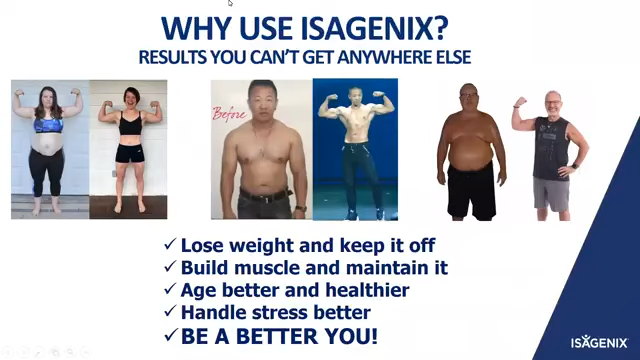 WHY USE ISAGENIX?
RESULTS YOU CAN'T GET ANYWHERE ELSE
Before
✓ Lose weight and keep it off
✓ Build muscle and maintain it
✓ Age better and healthier
✓ Handle stress better
✓ BE A BETTER YOU!
ISAGENIX